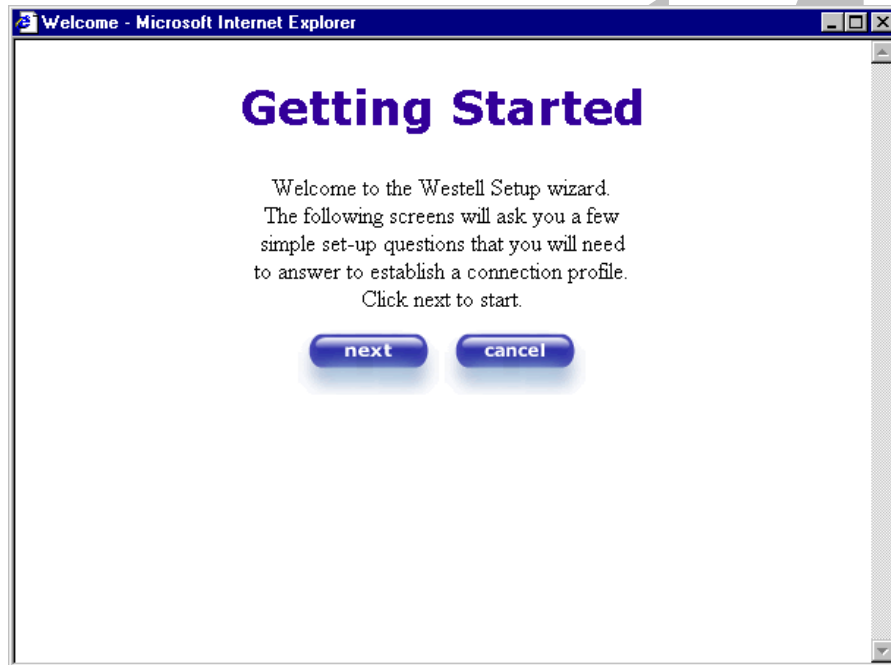 Welcome - Microsoft Internet Explorer
Getting Started
Welcome to the Westell Setup wizard.
The following screens will ask you a few
simple set-up questions that you will need
to answer to establish a connection profile.
Click next to start.
next cancel